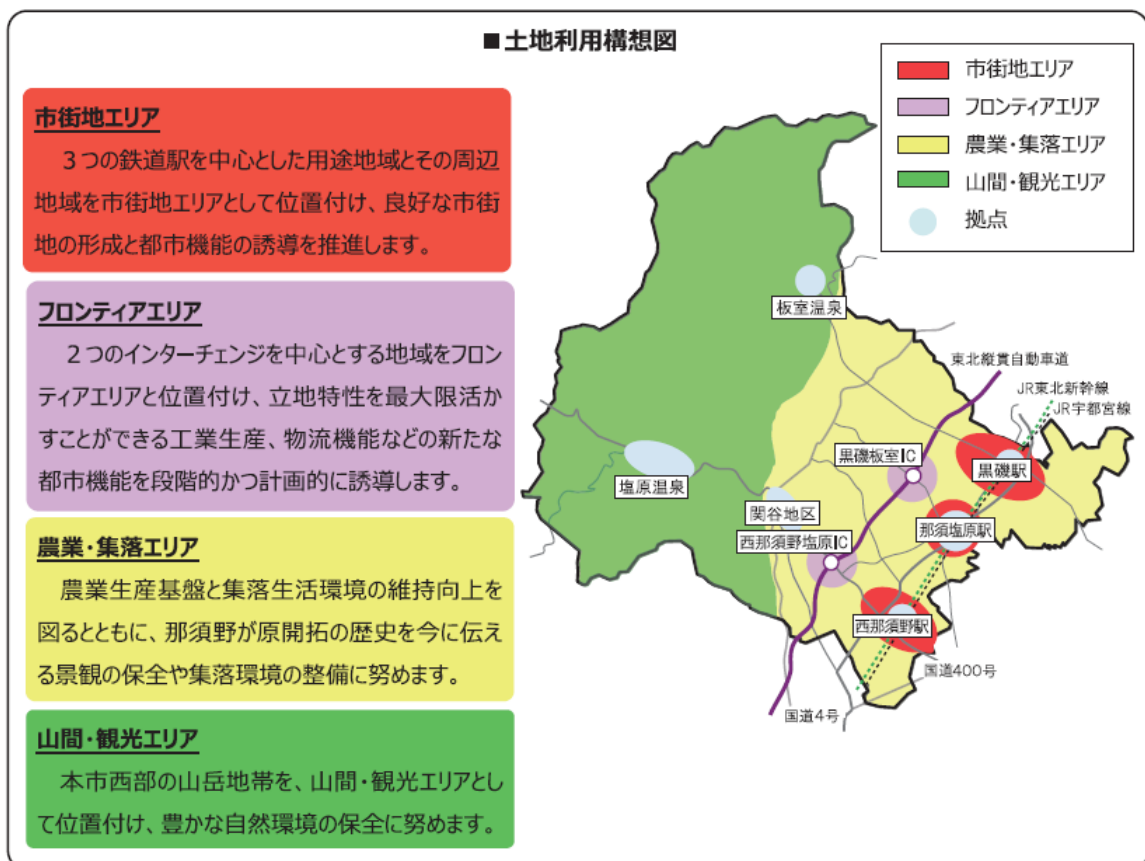 ■土地利用構想図
市街地エリア
３つの鉄道駅を中心とした用途地域とその周辺
地域を市街地エリアとして位置付け、良好な市街
地の形成と都市機能の誘導を推進します。
フロンティアエリア
２つのインターチェンジを中心とする地域をフロン
ティアエリアと位置付け、立地特性を最大限活か
すことができる工業生産、物流機能などの新たな
都市機能を段階的かつ計画的に誘導します。
農業・集落エリア
農業生産基盤と集落生活環境の維持向上を
図るとともに、那須野が原開拓の歴史を今に伝え
る景観の保全や集落環境の整備に努めます。
山間・観光エリア
本市西部の山岳地帯を、山間・観光エリアとし
て位置付け、豊かな自然環境の保全に努めます。
市街地エリア
フロンティアエリア
農業・集落エリア
山間・観光エリア
拠点
板室温泉
東北縦貫自動車道
JR東北新幹線
JR宇都宮線
黒磯板室IC
黒磯駅
塩原温泉
関谷地区
那須塩原駅
西那須野塩原IC
西那須野駅
国道400号
国道4号